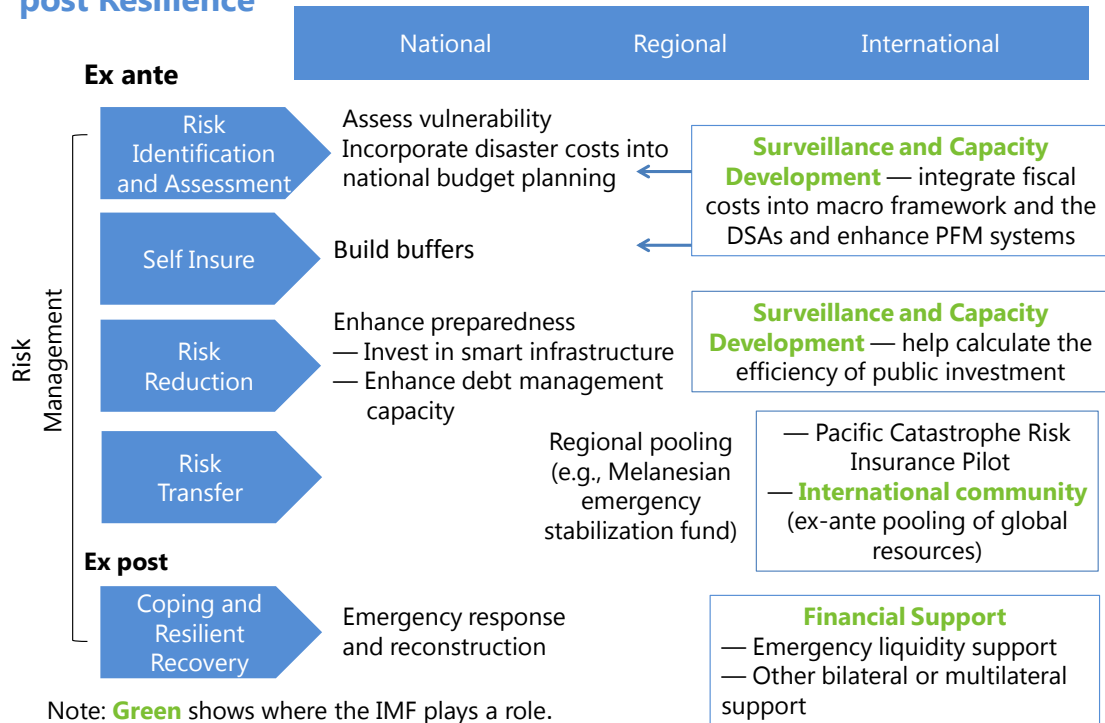 post Resilience
National Regional International
Ex ante
Risk
Management
Risk
Identification
and Assessment
Assess vulnerability
Incorporate disaster costs into
national budget planning
Surveillance and Capacity
Development — integrate fiscal
costs into macro framework and the
DSAs and enhance PFM systems
Self Insure
Build buffers
Risk
Reduction
Enhance preparedness
— Invest in smart infrastructure
— Enhance debt management
capacity
Surveillance and Capacity
Development — help calculate the
efficiency of public investment
Risk
Transfer
Regional pooling
(e.g., Melanesian
emergency
stabilization fund)
— Pacific Catastrophe Risk
Insurance Pilot
— International community
(ex-ante pooling of global
resources)
Ex post
Coping and
Resilient
Recovery
Emergency response
and reconstruction
Financial Support
— Emergency liquidity support
— Other bilateral or multilateral
support
Note: Green shows where the IMF plays a role.